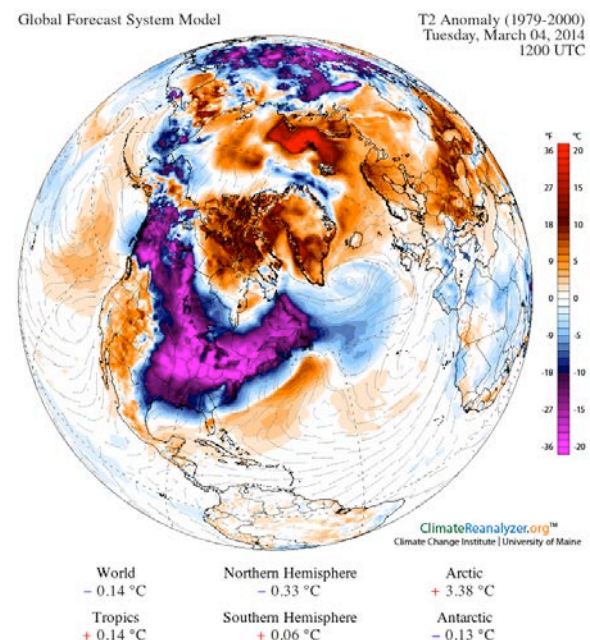 Global Forecast System Model
T2 Anomaly (1979-2000)
Tuesday, March 04, 2014
1200 UTC
°F °C
36 20
27 15
18 10
9 5
0 0
-9 -5
-18 -10
-27 -15
-36 -20
ClimateReanalyzer.org™
Climate Change Institute | University of Maine
World Northern Hemisphere Arctic
- 0.14 °C - 0.33 °C + 3.38 °C
Tropics Southern Hemisphere Antarctic
+ 0.14 °C + 0.06 °C - 0.13 °C